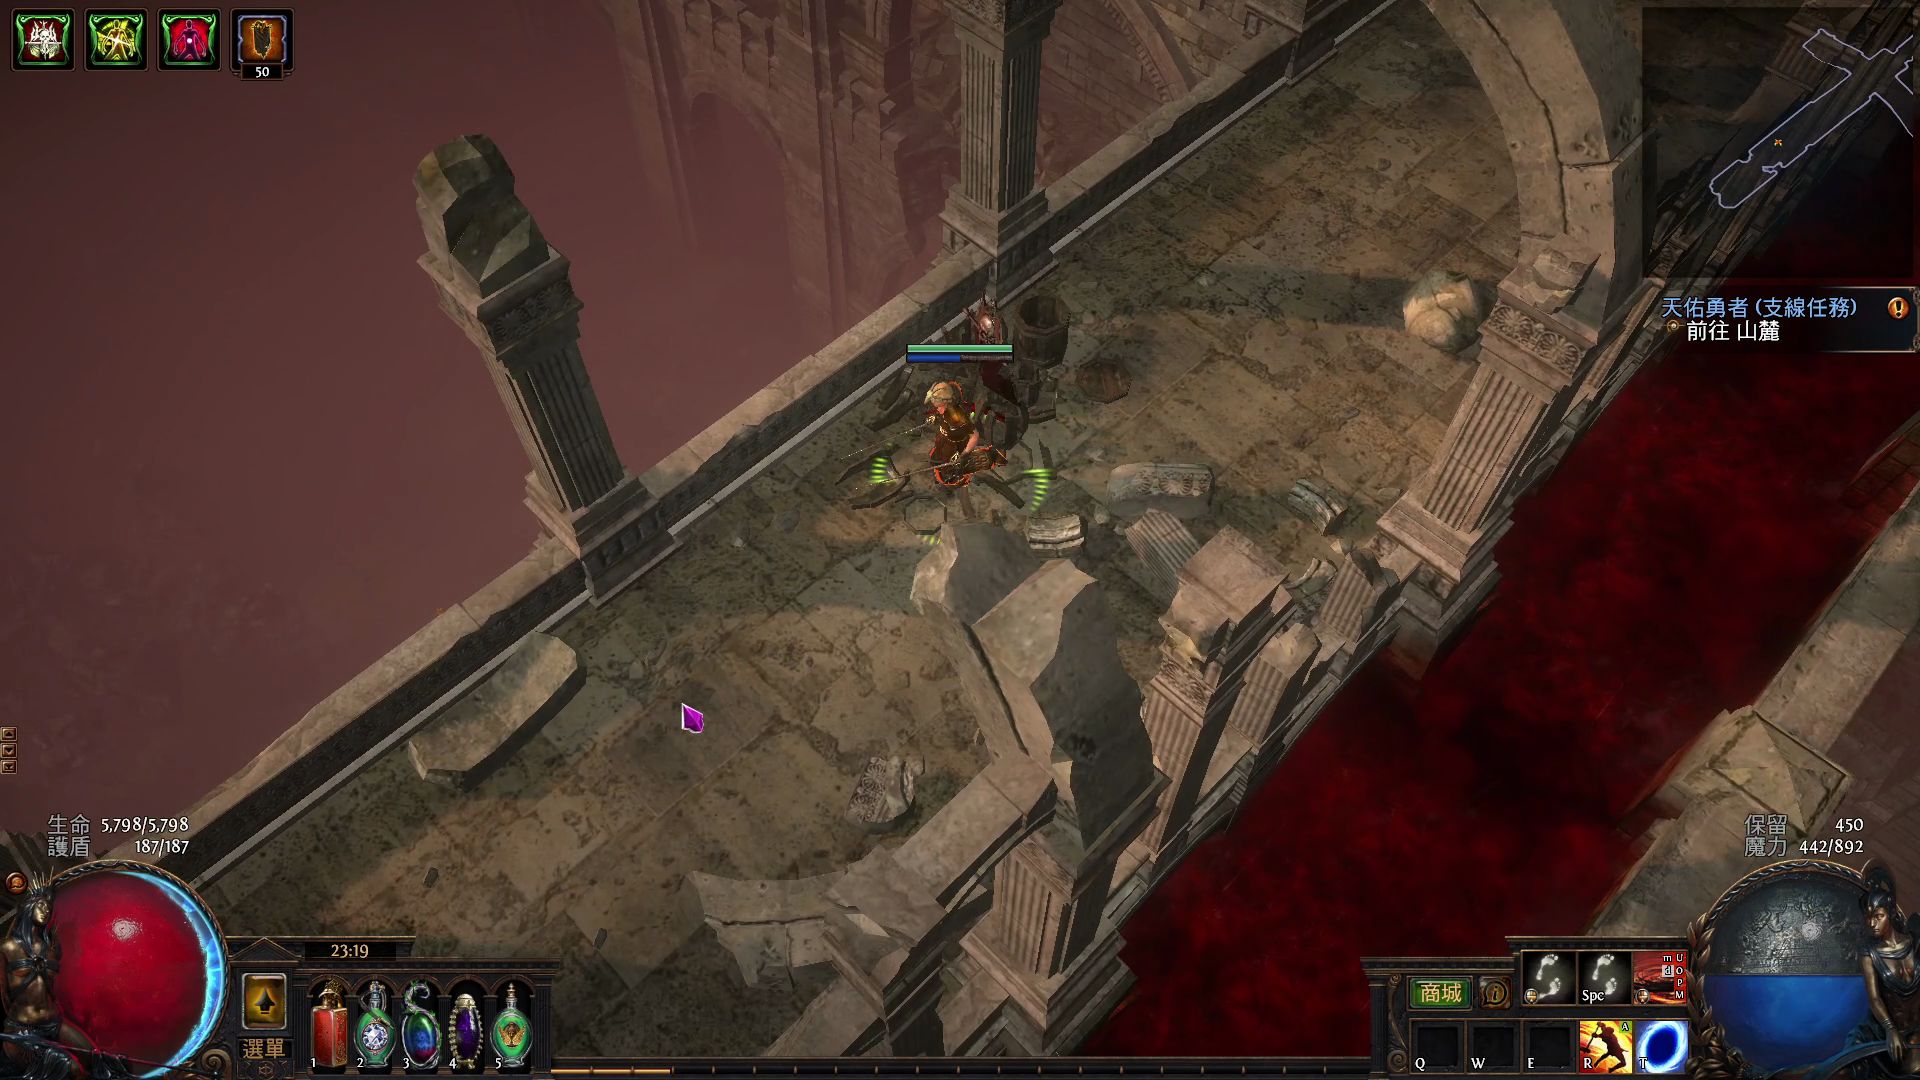 50
天佑勇者 (支線任務)
前往 山麓
生命 5,798/5,798
護盾 187/187
保留 450
魔力 442/892
23:19
選單
1
2
3
4
5
商城
Spc
m U
d O
P
M
Q
W
E
R
A
T